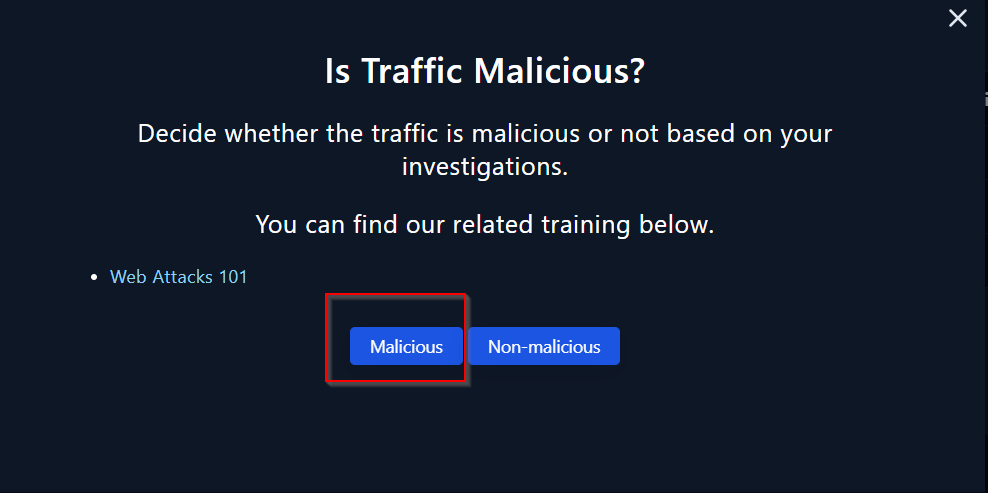 Is Traffic Malicious?
Decide whether the traffic is malicious or not based on your
investigations.
You can find our related training below.
Web Attacks 101
Malicious
Non-malicious